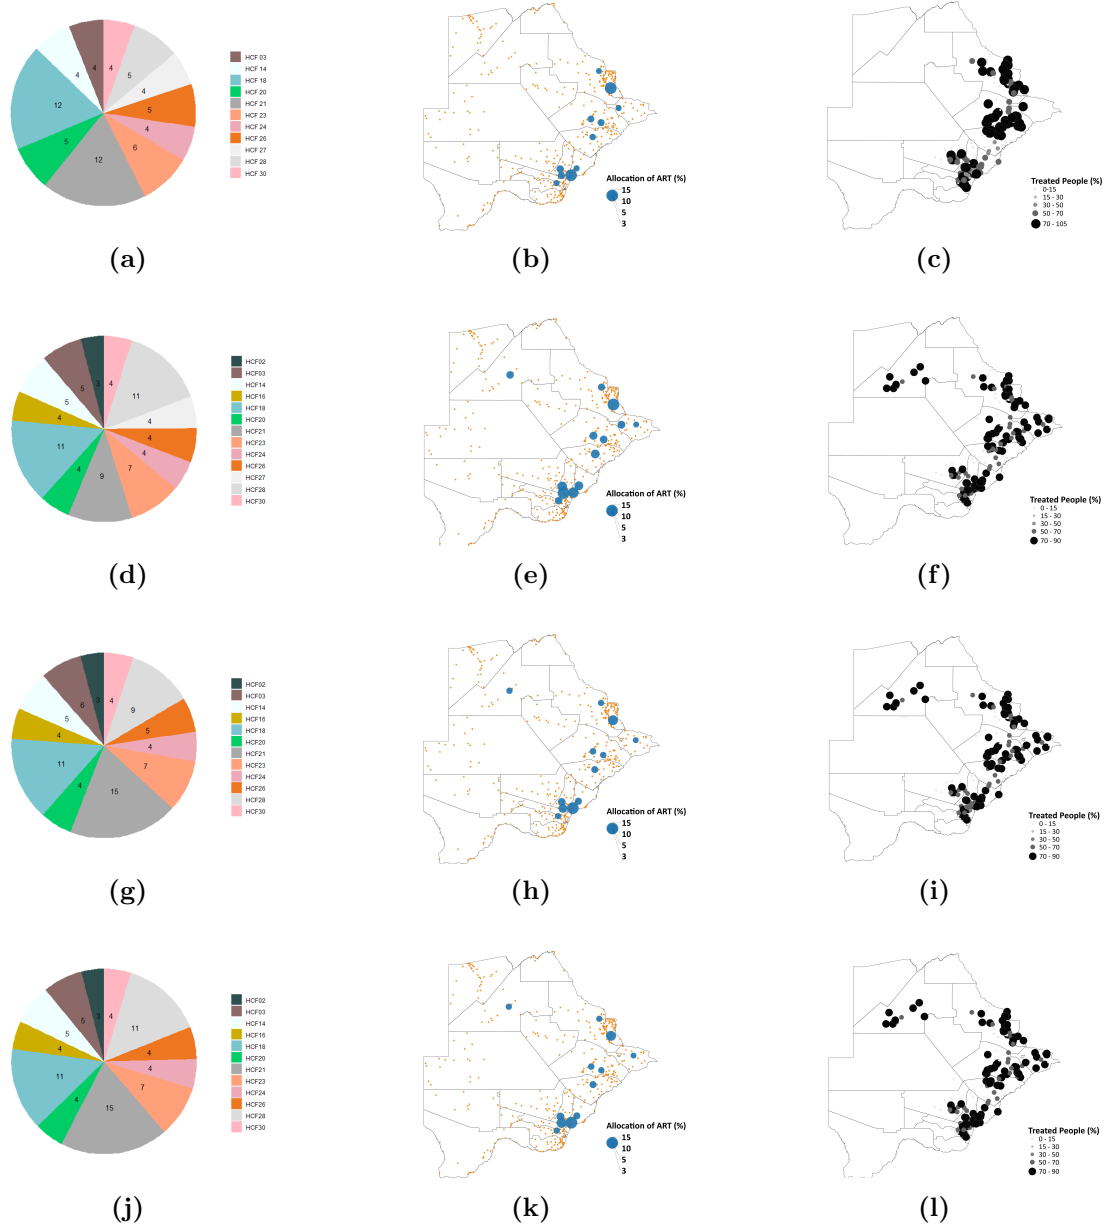 HCF 03
HCF 14
HCF 18
HCF 20
HCF 21
HCF 23
HCF 24
HCF 26
HCF 27
HCF 28
HCF 30
4
4
5
4
5
4
6
12
5
12
4
Allocation of ART (%)
15
10
5
3
Treated People (%)
0-15
15 - 30
30 - 50
50 - 70
70 - 105
(a)
(b)
(c)
HCF02
HCF03
HCF14
HCF16
HCF18
HCF20
HCF21
HCF23
HCF24
HCF26
HCF27
HCF28
HCF30
3
4
5
11
5
4
4
4
11
4
4
7
9
Allocation of ART (%)
15
10
5
3
Treated People (%)
0 - 15
15 - 30
30 - 50
50 - 70
70 - 90
(d)
(e)
(f)
HCF02
HCF03
HCF14
HCF16
HCF18
HCF20
HCF21
HCF23
HCF24
HCF26
HCF28
HCF30
3
4
6
9
5
5
4
4
11
7
4
15
Allocation of ART (%)
15
10
5
3
Treated People (%)
0 - 15
15 - 30
30 - 50
50 - 70
70 - 90
(g)
(h)
(i)
HCF02
HCF03
HCF14
HCF16
HCF18
HCF20
HCF21
HCF23
HCF24
HCF26
HCF28
HCF30
3
4
5
11
5
4
4
4
11
7
4
15
Allocation of ART (%)
15
10
5
3
Treated People (%)
0 - 15
15 - 30
30 - 50
50 - 70
70 - 90
(j)
(k)
(l)